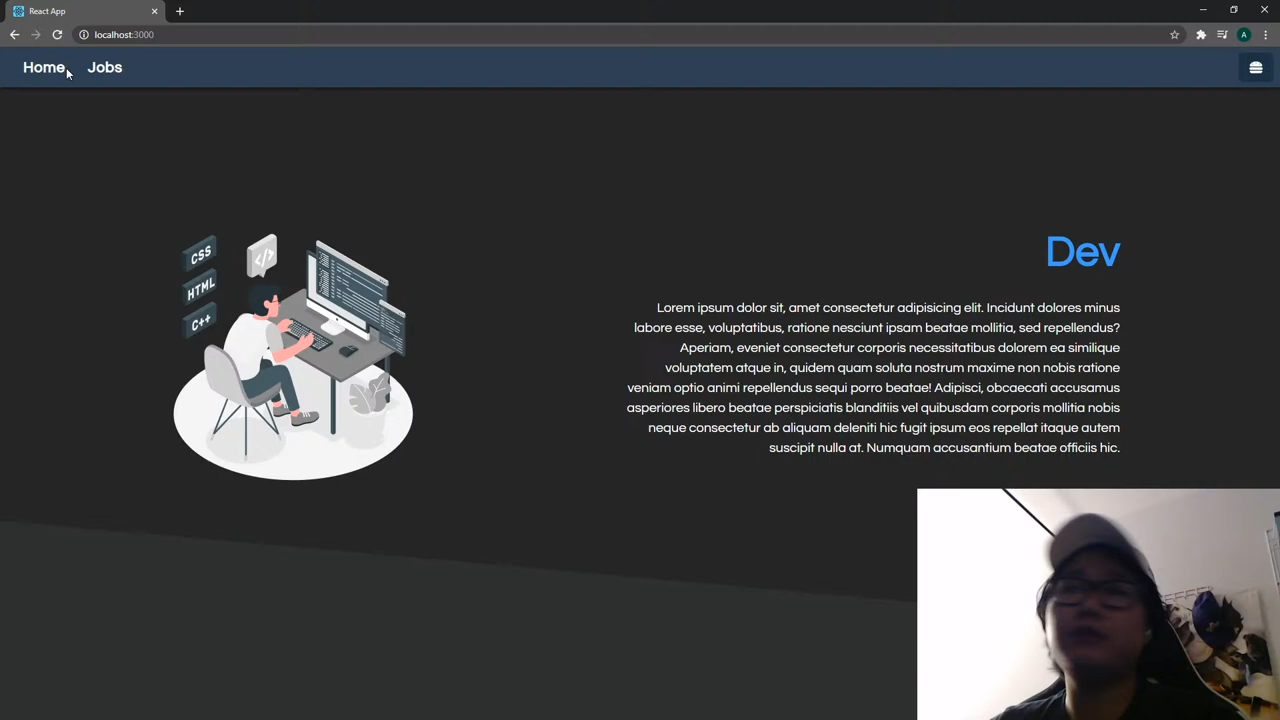 React App
localhost:3000
A
Home
Jobs
CSS
</>
HTML
C++
Dev
Lorem ipsum dolor sit, amet consectetur adipisicing elit. Incidunt dolores minus
labore esse, voluptatibus, ratione nesciunt ipsam beatae mollitia, sed repellendus?
Aperiam, eveniet consectetur corporis necessitatibus dolorem ea similique
voluptatem atque in, quidem quam soluta nostrum maxime non nobis ratione
veniam optio animi repellendus sequi porro beatae! Adipisci, obcaecati accusamus
asperiores libero beatae perspiciatis blanditiis vel quibusdam corporis mollitia nobis
neque consectetur ab aliquam deleniti hic fugit ipsum eos repellat itaque autem
suscipit nulla at. Numquam accusantium beatae officiis hic.